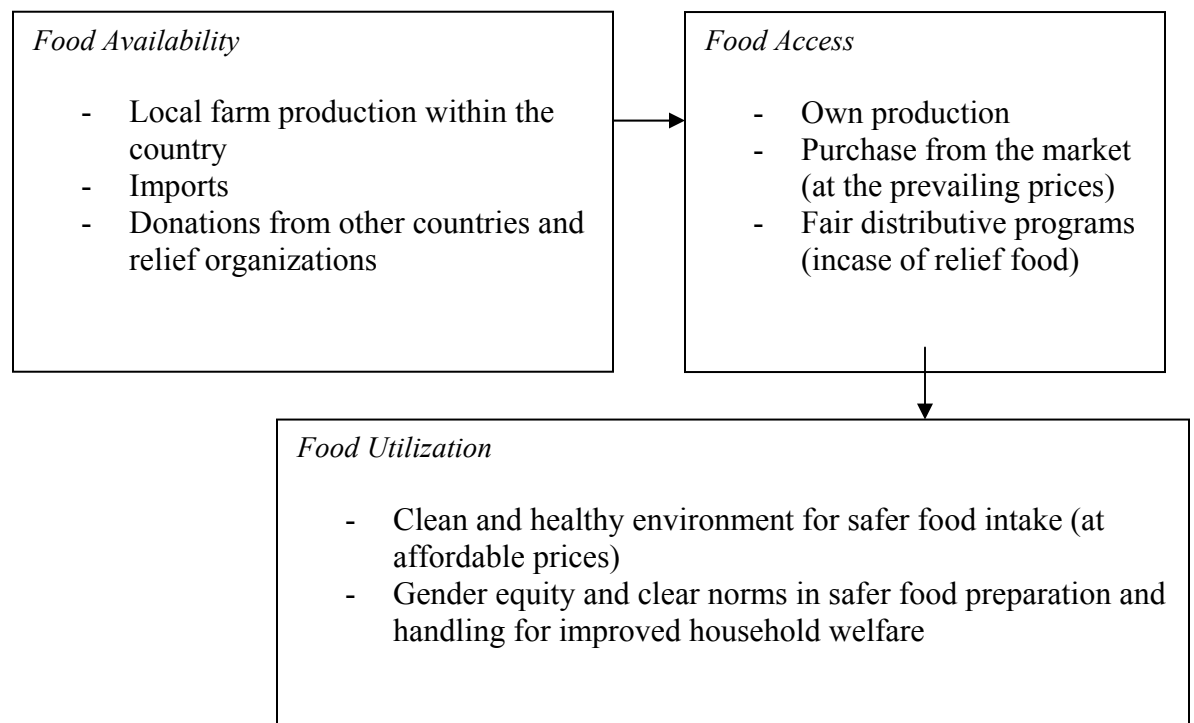 Food Availability
- Local farm production within the
country
- Imports
- Donations from other countries and
relief organizations
Food Access
- Own production
- Purchase from the market
(at the prevailing prices)
- Fair distributive programs
(incase of relief food)
Food Utilization
- Clean and healthy environment for safer food intake (at
affordable prices)
- Gender equity and clear norms in safer food preparation and
handling for improved household welfare